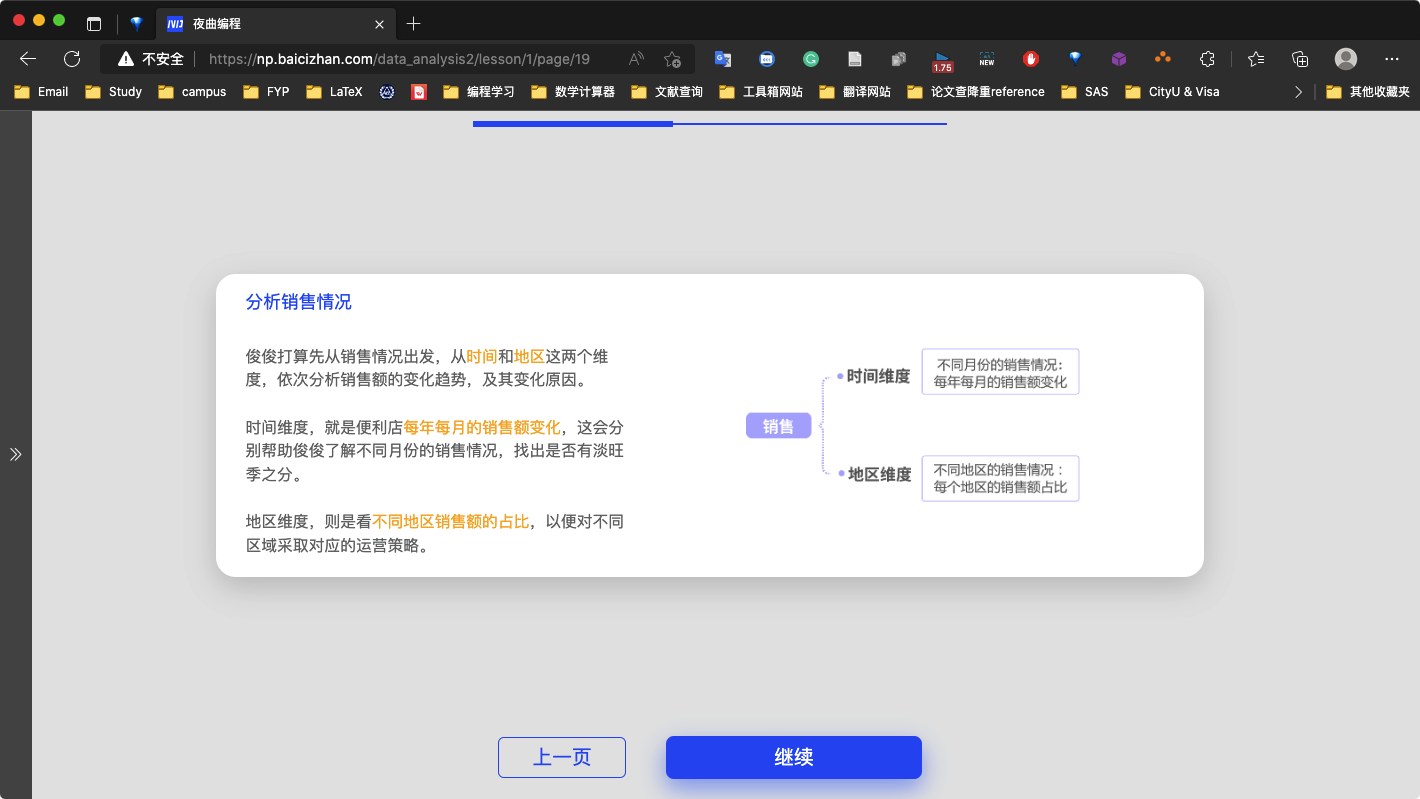 夜曲编程
不安全 https://np.baicizhan.com/data_analysis2/lesson/1/page/19
1.75
NEW
Email Study campus FYP LaTeX 编程学习 数学计算器 文献查询 工具箱网站 翻译网站 论文查降重reference SAS CityU & Visa 其他收藏夹
分析销售情况
俊俊打算先从销售情况出发，从时间和地区这两个维
度，依次分析销售额的变化趋势，及其变化原因。
时间维度，就是便利店每年每月的销售额变化，这会分
别帮助俊俊了解不同月份的销售情况，找出是否有淡旺
季之分。
地区维度，则是看不同地区销售额的占比，以便对不同
区域采取对应的运营策略。
销售
时间维度
不同月份的销售情况：
每年每月的销售额变化
地区维度
不同地区的销售情况：
每个地区的销售额占比
上一页
继续